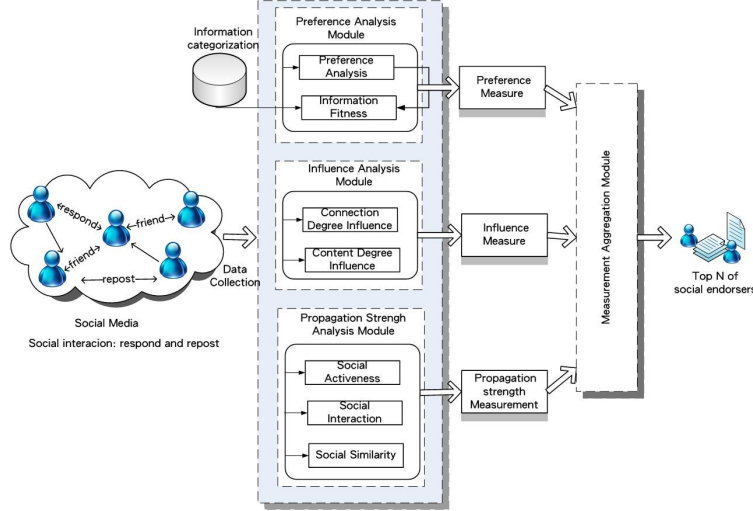 Information
categorization
Preference Analysis
Module
Preference
Analysis
Information
Fitness
Preference
Measure
Influence Analysis
Module
Connection
Degree Influence
Content Degree
Influence
Influence
Measure
respond
friend
friend
repost
Data
Collection
Social Media
Social interacion: respond and repost
Propagation Strengh
Analysis Module
Social
Activeness
Social
Interaction
Social Similarity
Propagation
strength
Measurement
Measurement Aggregation Module
Top N of
social endorsers